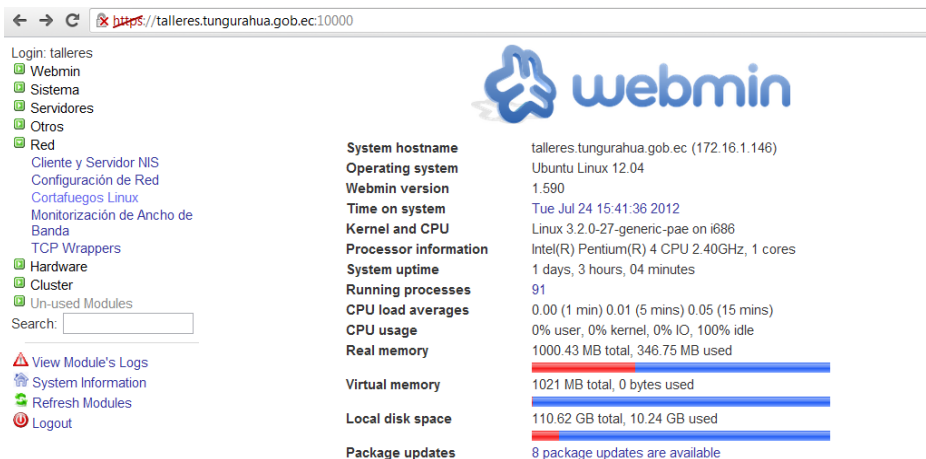 https://talleres.tungurahua.gob.ec:10000
Login: talleres
Webmin
Sistema
Servidores
Otros
Red
Cliente y Servidor NIS
Configuración de Red
Cortafuegos Linux
Monitorización de Ancho de
Banda
TCP Wrappers
Hardware
Cluster
Un-used Modules
Search:
View Module's Logs
System Information
Refresh Modules
Logout
webmin
System hostname talleres.tungurahua.gob.ec (172.16.1.146)
Operating system Ubuntu Linux 12.04
Webmin version 1.590
Time on system Tue Jul 24 15:41:36 2012
Kernel and CPU Linux 3.2.0-27-generic-pae on i686
Processor information Intel(R) Pentium(R) 4 CPU 2.40GHz, 1 cores
System uptime 1 days, 3 hours, 04 minutes
Running processes 91
CPU load averages 0.00 (1 min) 0.01 (5 mins) 0.05 (15 mins)
CPU usage 0% user, 0% kernel, 0% IO, 100% idle
Real memory 1000.43 MB total, 346.75 MB used
Virtual memory 1021 MB total, 0 bytes used
Local disk space 110.62 GB total, 10.24 GB used
Package updates 8 package updates are available